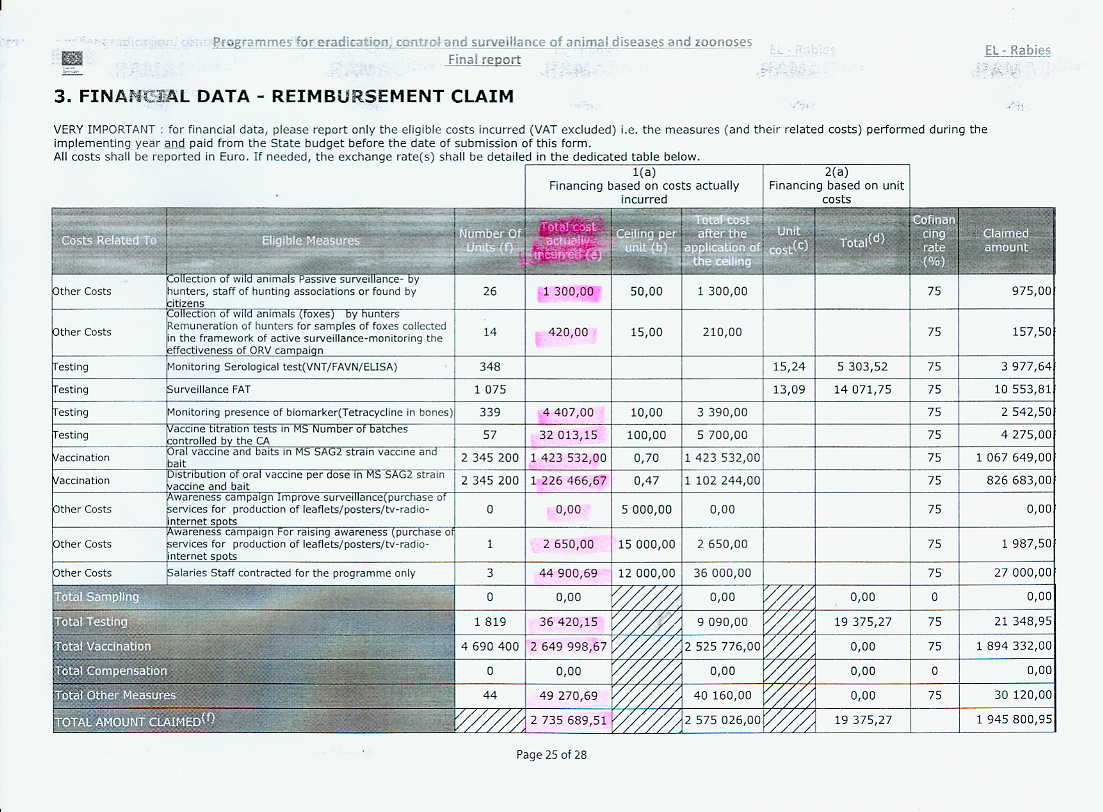 Programmes for eradication, control and surveillance of animal diseases and zoonoses
Final report
EL - Rabies
EL - Rabies
3. FINANCIAL DATA - REIMBURSEMENT CLAIM
VERY IMPORTANT : for financial data, please report only the eligible costs incurred (VAT excluded) i.e. the measures (and their related costs) performed during the
implementing year and paid from the State budget before the date of submission of this form.
All costs shall be reported in Euro. If needed, the exchange rate(s) shall be detailed in the dedicated table below.
1(a)
Financing based on costs actually
incurred
2(a)
Financing based on unit
costs
Costs Related To
Eligible Measures
Number Of
Units (f)
Total cost
actually
incurred (e)
Ceiling per
unit (b)
Total cost
after the
application of
the ceiling
Unit
cost(c)
Total(d)
Cofinan
cing
rate
(%)
Claimed
amount
Other Costs
Collection of wild animals Passive surveillance- by
hunters, staff of hunting associations or found by
citizens
26 1 300,00 50,00 1 300,00 75 975,00
Other Costs
Collection of wild animals (foxes) by hunters
Remuneration of hunters for samples of foxes collected
in the framework of active surveillance-monitoring the
effectiveness of ORV campaign
14 420,00 15,00 210,00 75 157,50
Testing Monitoring Serological test(VNT/FAVN/ELISA) 348 15,24 5 303,52 75 3 977,64
Testing Surveillance FAT 1 075 13,09 14 071,75 75 10 553,81
Testing Monitoring presence of biomarker(Tetracycline in bones) 339 4 407,00 10,00 3 390,00 75 2 542,50
Testing
Vaccine titration tests in MS Number of batches
controlled by the CA
57 32 013,15 100,00 5 700,00 75 4 275,00
Vaccination
Oral vaccine and baits in MS SAG2 strain vaccine and
bait
2 345 200 1 423 532,00 0,70 1 423 532,00 75 1 067 649,00
Vaccination
Distribution of oral vaccine per dose in MS SAG2 strain
vaccine and bait
2 345 200 1 226 466,67 0,47 1 102 244,00 75 826 683,00
Other Costs
Awareness campaign Improve surveillance(purchase of
services for production of leaflets/posters/tv-radio-
internet spots
0 0,00 5 000,00 0,00 75 0,00
Other Costs
Awareness campaign For raising awareness (purchase of
services for production of leaflets/posters/tv-radio-
internet spots
1 2 650,00 15 000,00 2 650,00 75 1 987,50
Other Costs Salaries Staff contracted for the programme only 3 44 900,69 12 000,00 36 000,00 75 27 000,00
Total Sampling 0 0,00 0,00 0,00 0 0,00
Total Testing 1 819 36 420,15 9 090,00 19 375,27 75 21 348,95
Total Vaccination 4 690 400 2 649 998,67 2 525 776,00 0,00 75 1 894 332,00
Total Compensation 0 0,00 0,00 0,00 0 0,00
Total Other Measures 44 49 270,69 40 160,00 0,00 75 30 120,00
TOTAL AMOUNT CLAIMED(f) 2 735 689,51 2 575 026,00 19 375,27 1 945 800,95
Page 25 of 28